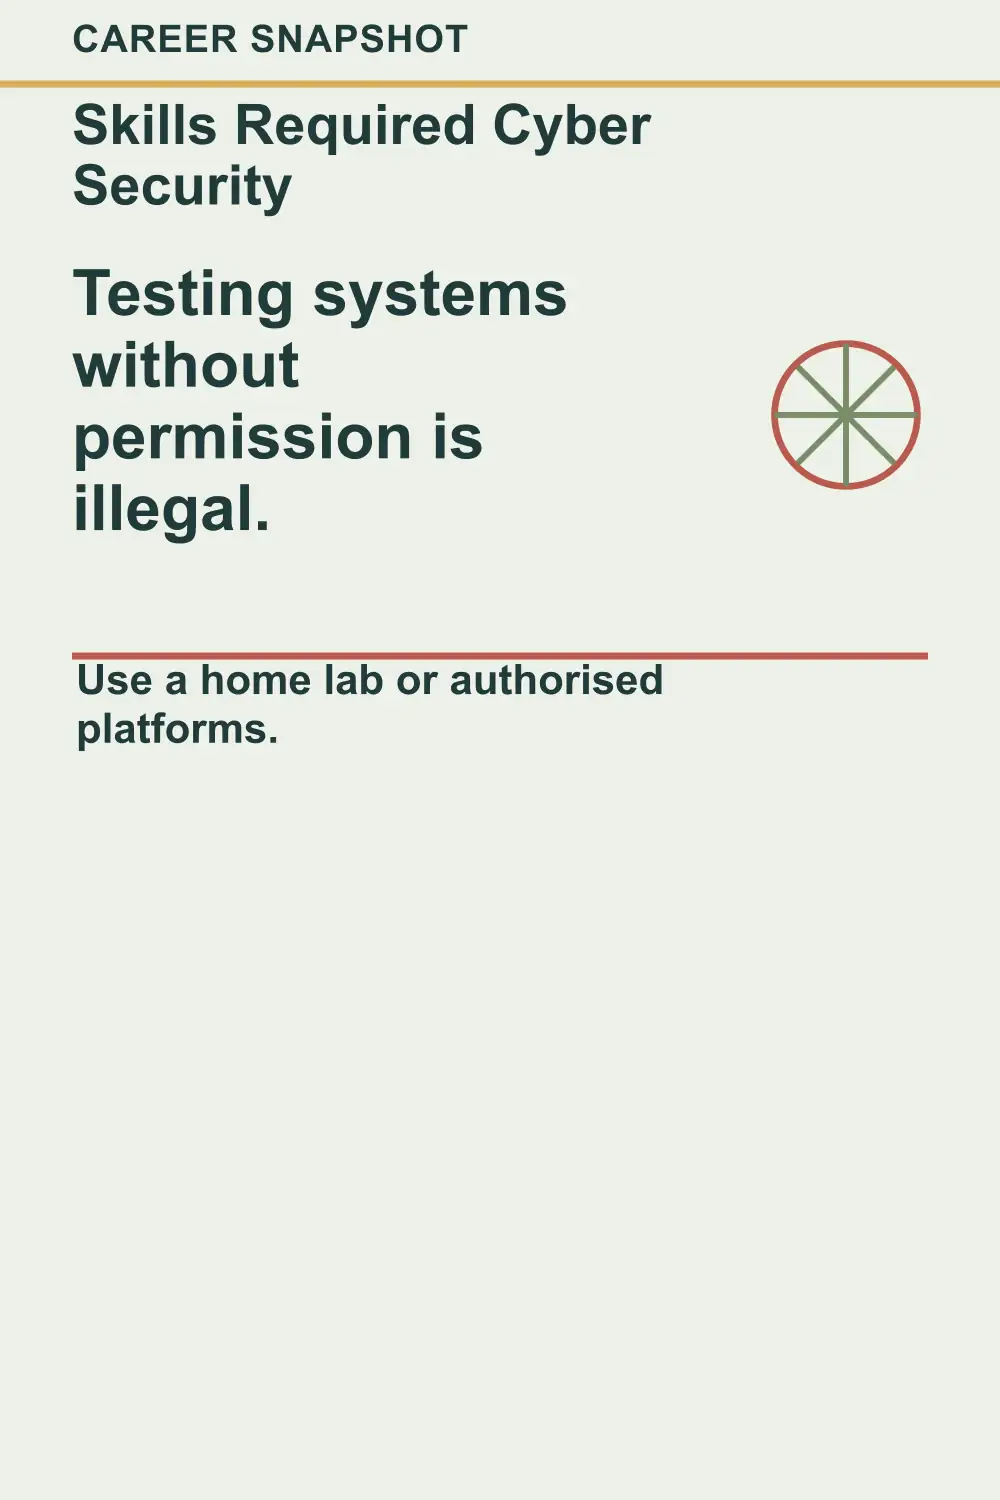 CAREER SNAPSHOT
Skills Required Cyber
Security
Testing systems
without
permission is
illegal.
Use a home lab or authorised
platforms.